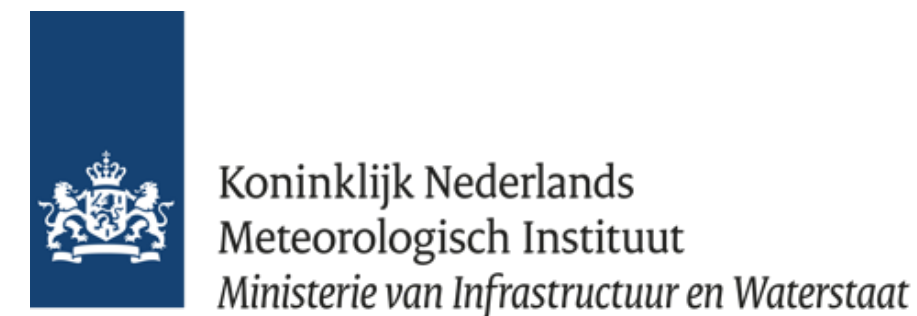 Koninklijk Nederlands
Meteorologisch Instituut
Ministerie van Infrastructuur en Waterstaat